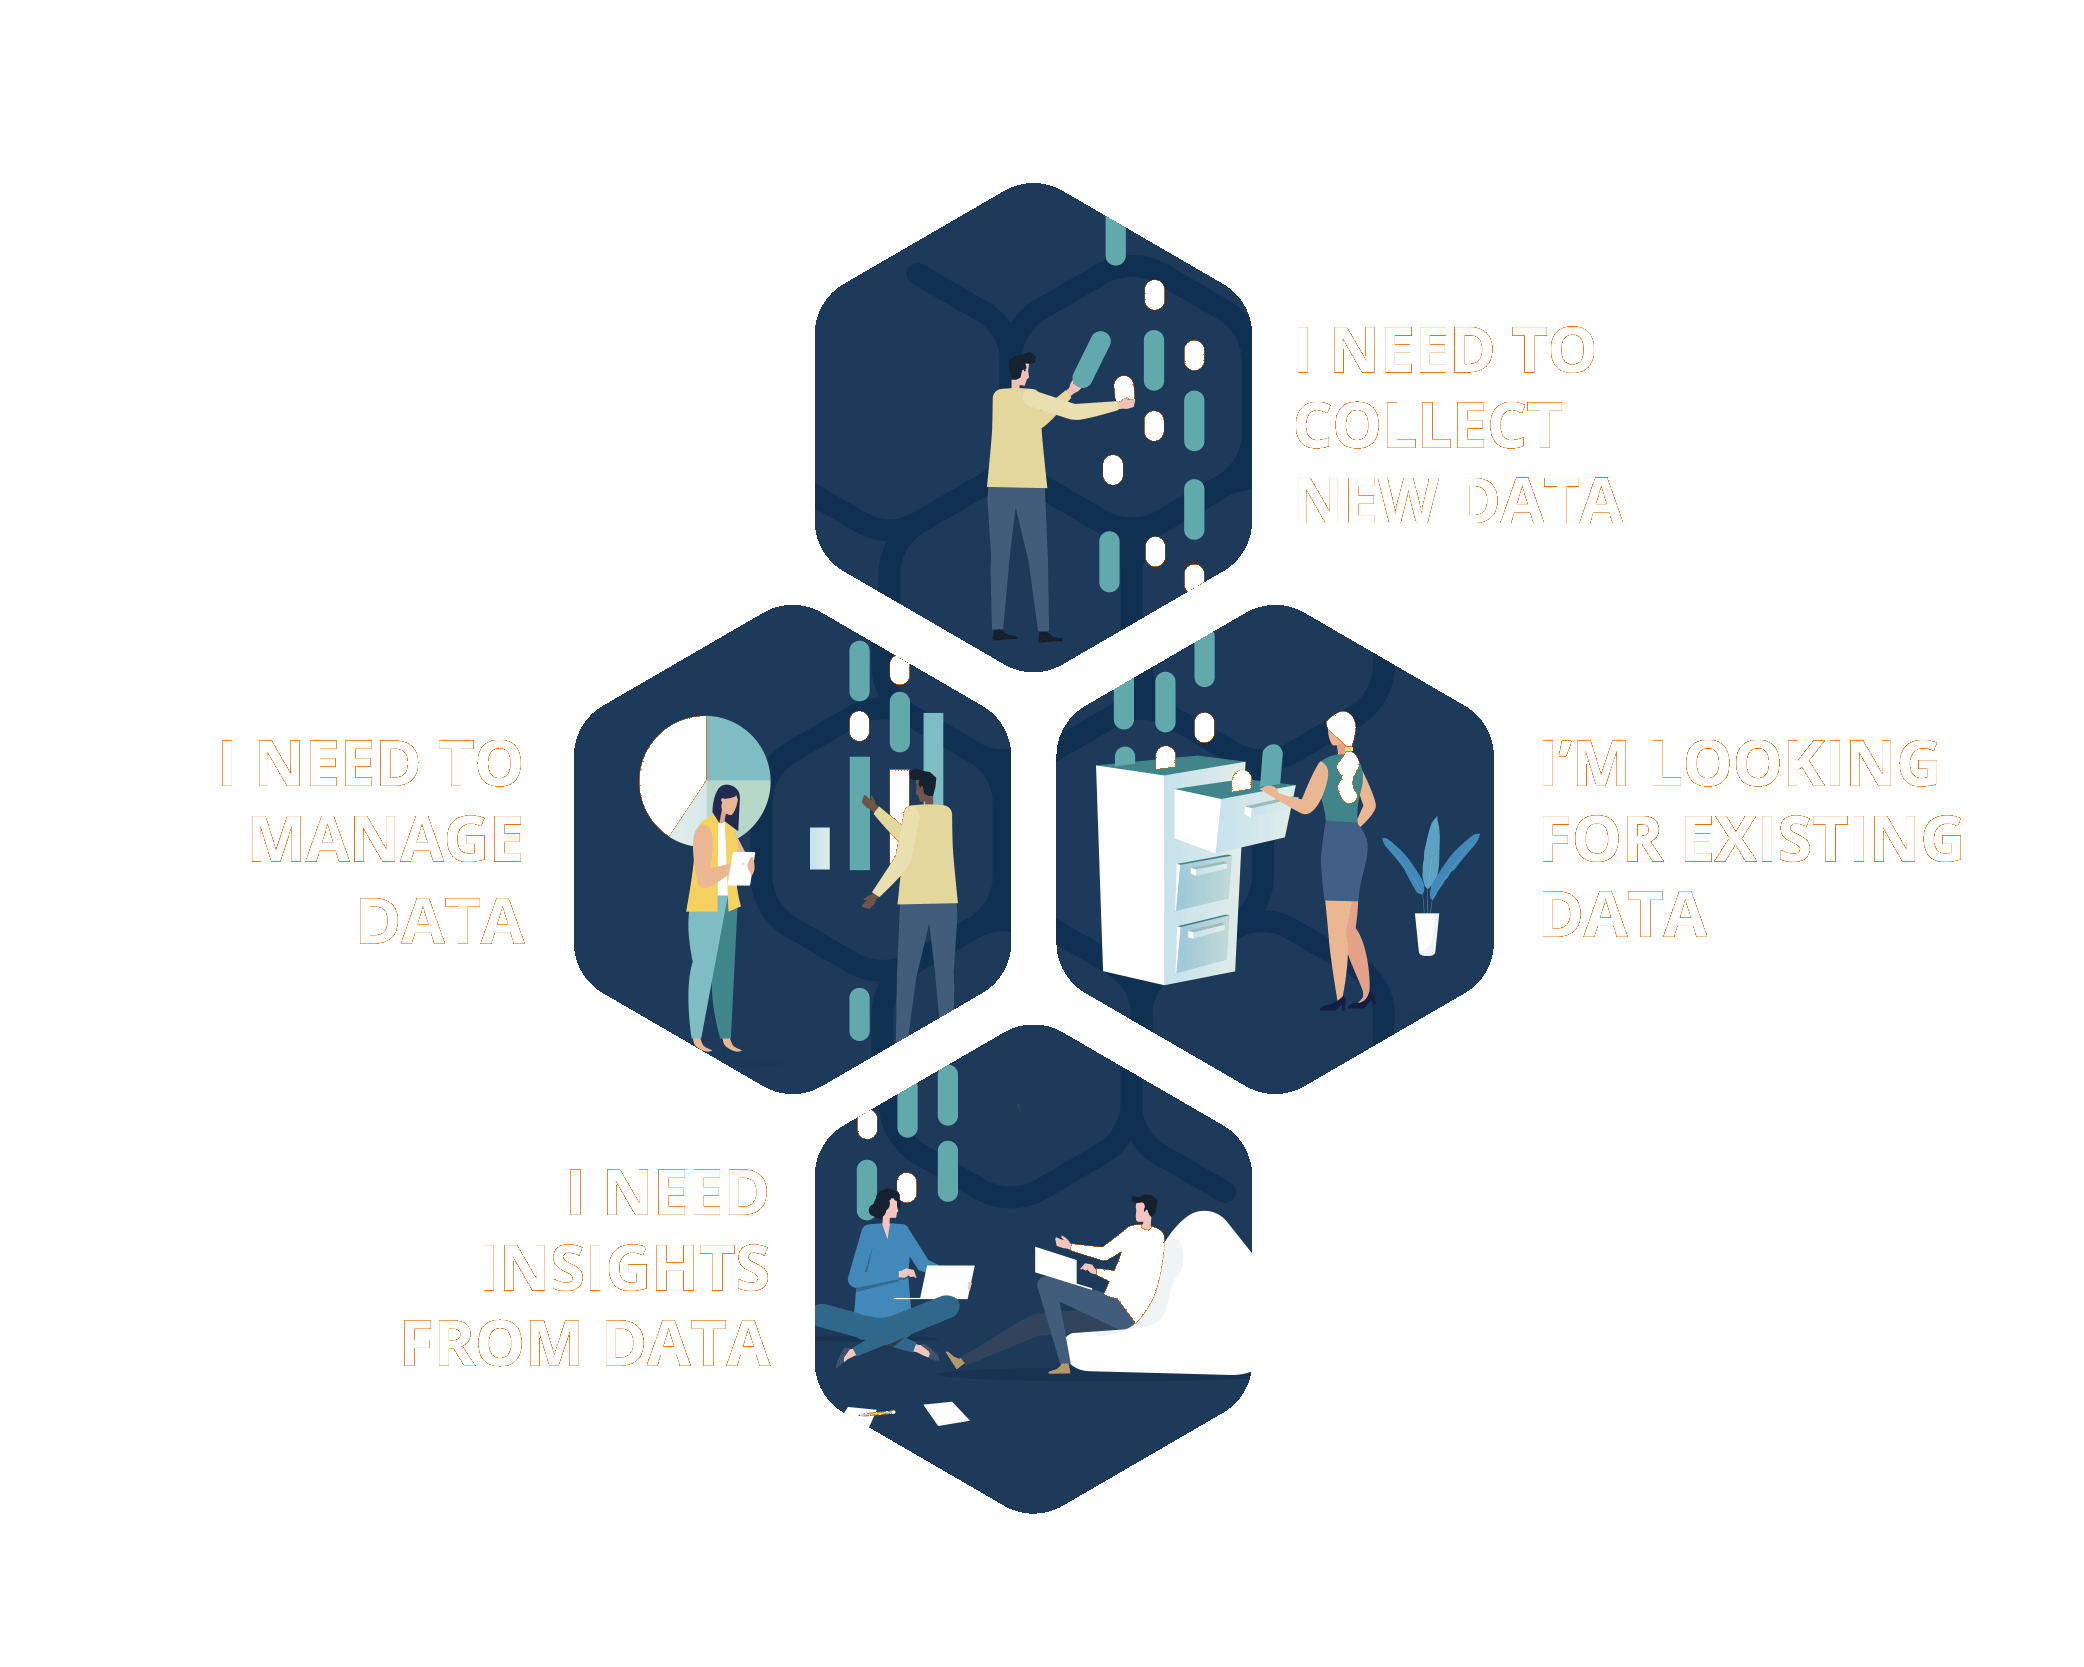 I NEED TO
COLLECT
NEW DATA
I NEED TO
MANAGE
DATA
I'M LOOKING
FOR EXISTING
DATA
I NEED
INSIGHTS
FROM DATA